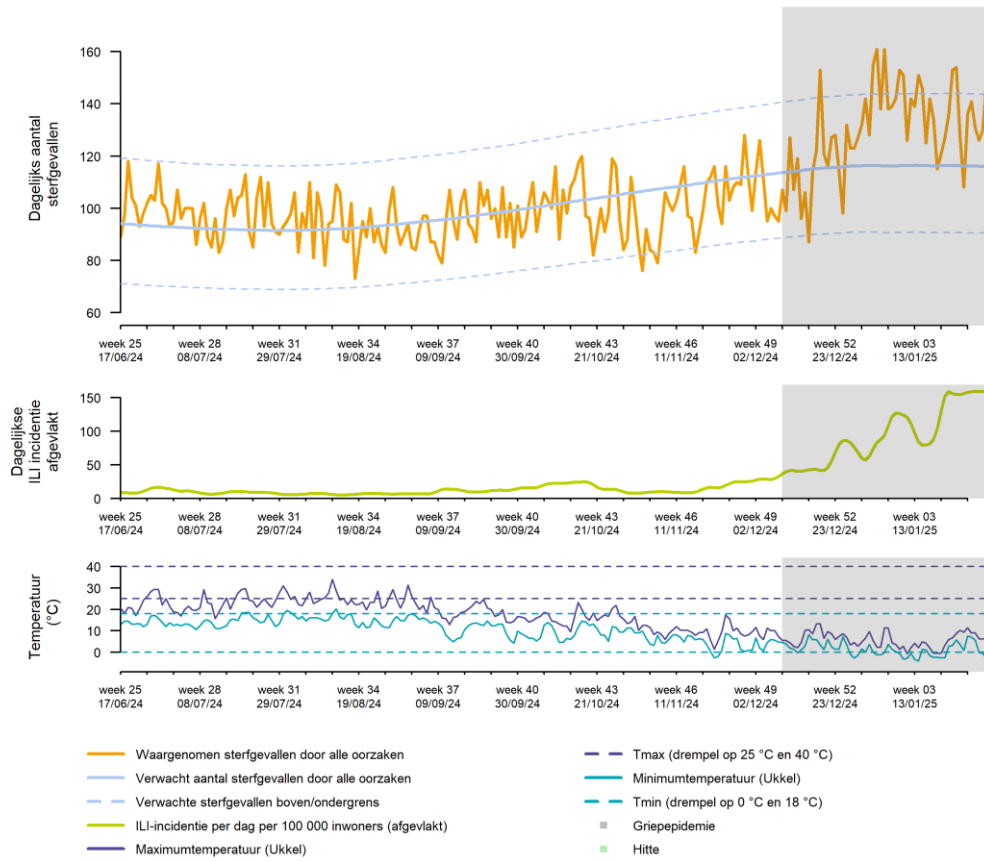 Dagelijks aantal
sterfgevallen
160
140
120
100
80
60
week 25 week 28 week 31 week 34 week 37 week 40 week 43 week 46 week 49 week 52 week 03
17/06/24 08/07/24 29/07/24 19/08/24 09/09/24 30/09/24 21/10/24 11/11/24 02/12/24 23/12/24 13/01/25
Dagelijkse
ILI incidentie
afgevlakt
150
100
50
0
week 25 week 28 week 31 week 34 week 37 week 40 week 43 week 46 week 49 week 52 week 03
17/06/24 08/07/24 29/07/24 19/08/24 09/09/24 30/09/24 21/10/24 11/11/24 02/12/24 23/12/24 13/01/25
Temperatuur
(°C)
40
30
20
10
0
week 25 week 28 week 31 week 34 week 37 week 40 week 43 week 46 week 49 week 52 week 03
17/06/24 08/07/24 29/07/24 19/08/24 09/09/24 30/09/24 21/10/24 11/11/24 02/12/24 23/12/24 13/01/25
Waargenomen sterfgevallen door alle oorzaken
Verwacht aantal sterfgevallen door alle oorzaken
Verwachte sterfgevallen boven/ondergrens
ILI-incidentie per dag per 100 000 inwoners (afgevlakt)
Maximumtemperatuur (Ukkel)
Tmax (drempel op 25 °C en 40 °C)
Minimumtemperatuur (Ukkel)
Tmin (drempel op 0 °C en 18 °C)
Griepepidemie
Hitte